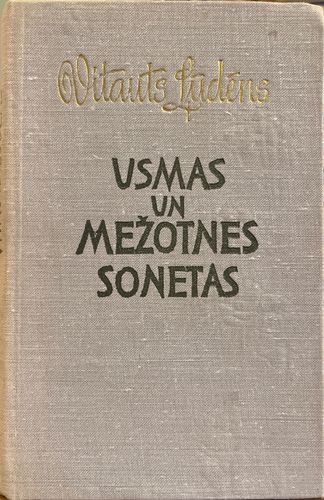 Vitauts Ļūdēns
USMAS
UN
MEŽOTNES
SONETAS